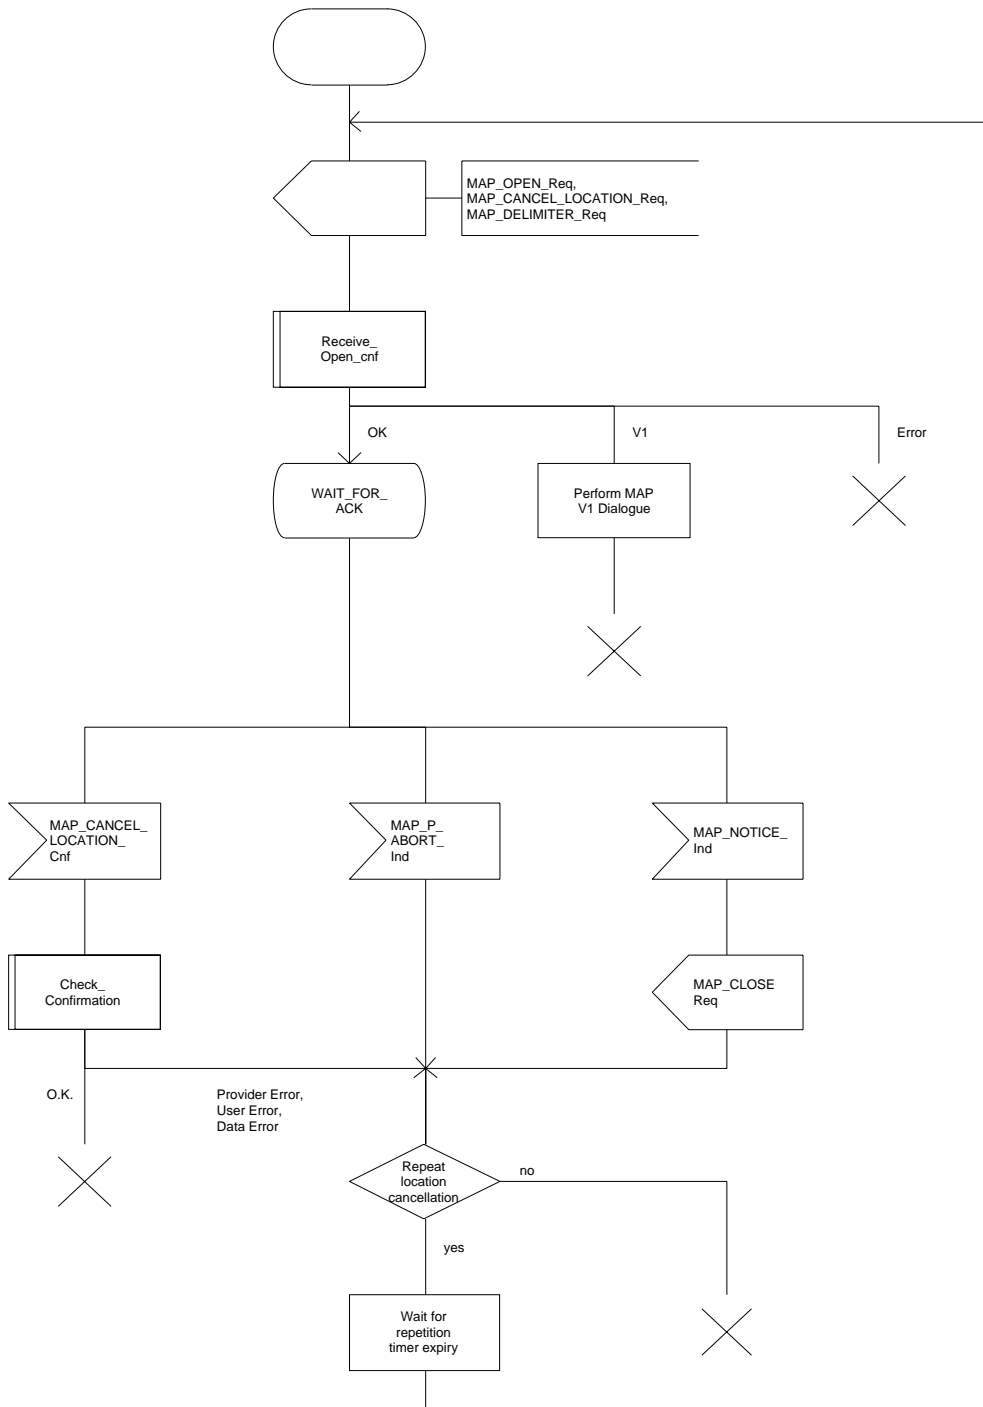 MAP_OPEN_Req,
MAP_CANCEL_LOCATION_Req,
MAP_DELIMITER_Req
Receive_
Open_cnf
OK
V1
Error
WAIT_FOR_
ACK
Perform MAP
V1 Dialogue
MAP_CANCEL_
LOCATION_
Cnf
MAP_P_
ABORT_
Ind
MAP_NOTICE_
Ind
Check_
Confirmation
MAP_CLOSE
Req
O.K.
Provider Error,
User Error,
Data Error
Repeat
location
cancellation
no
yes
Wait for
repetition
timer expiry